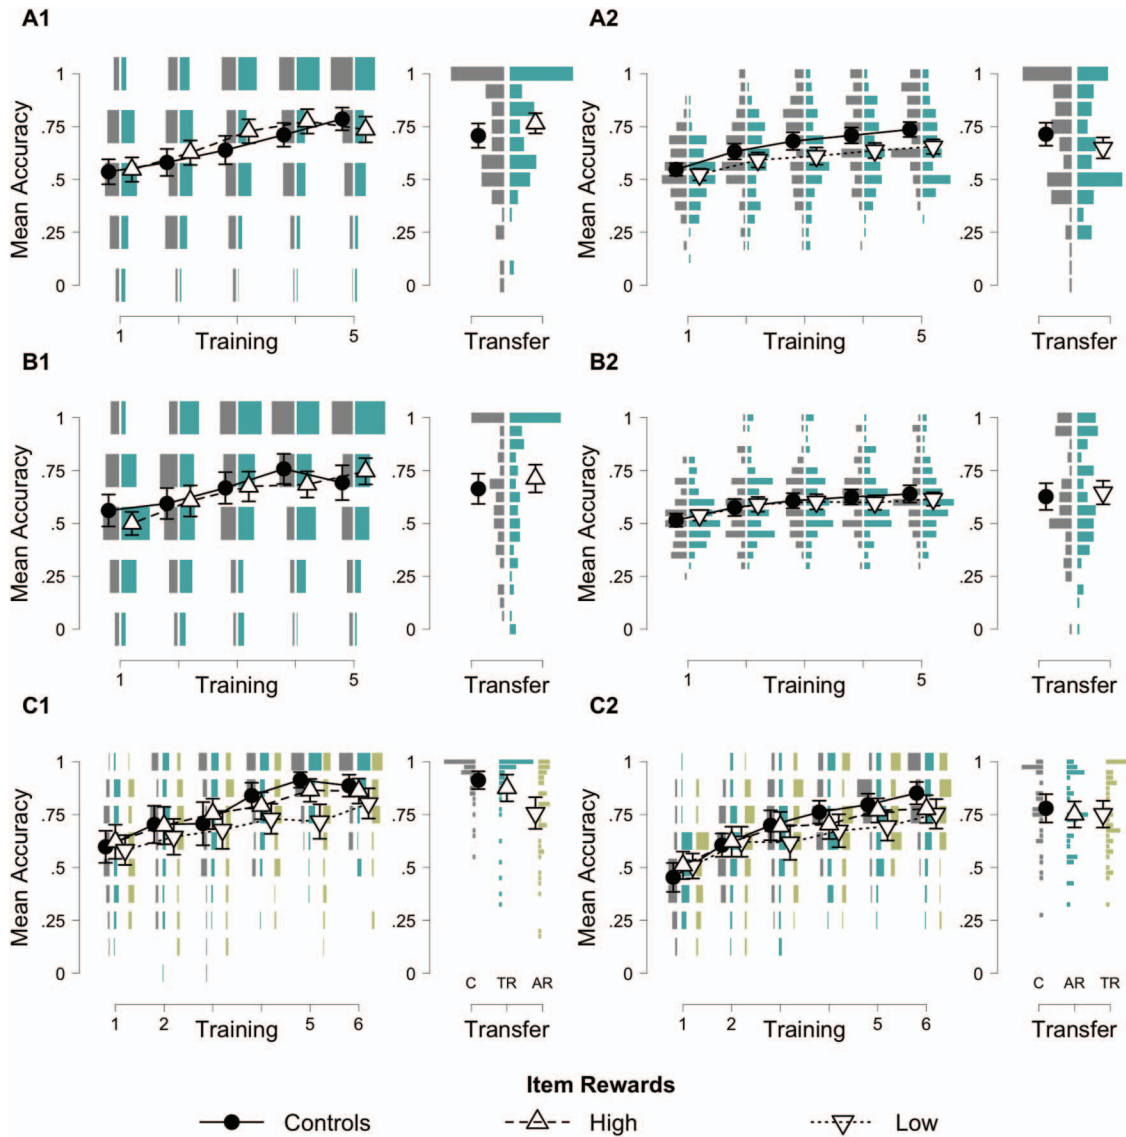 A1
A2
Mean Accuracy
1
.75
.5
.25
0
1
.75
.5
.25
0
1
5
Training
Transfer
Mean Accuracy
1
.75
.5
.25
0
1
.75
.5
.25
0
1
5
Training
Transfer
B1
B2
Mean Accuracy
1
.75
.5
.25
0
1
.75
.5
.25
0
1
5
Training
Transfer
Mean Accuracy
1
.75
.5
.25
0
1
.75
.5
.25
0
1
5
Training
Transfer
C1
C2
Mean Accuracy
1
.75
.5
.25
0
1
.75
.5
.25
0
C TR AR
1 2 5 6
Training
Transfer
Mean Accuracy
1
.75
.5
.25
0
1
.75
.5
.25
0
C AR TR
1 2 5 6
Training
Transfer
Item Rewards
Controls High Low